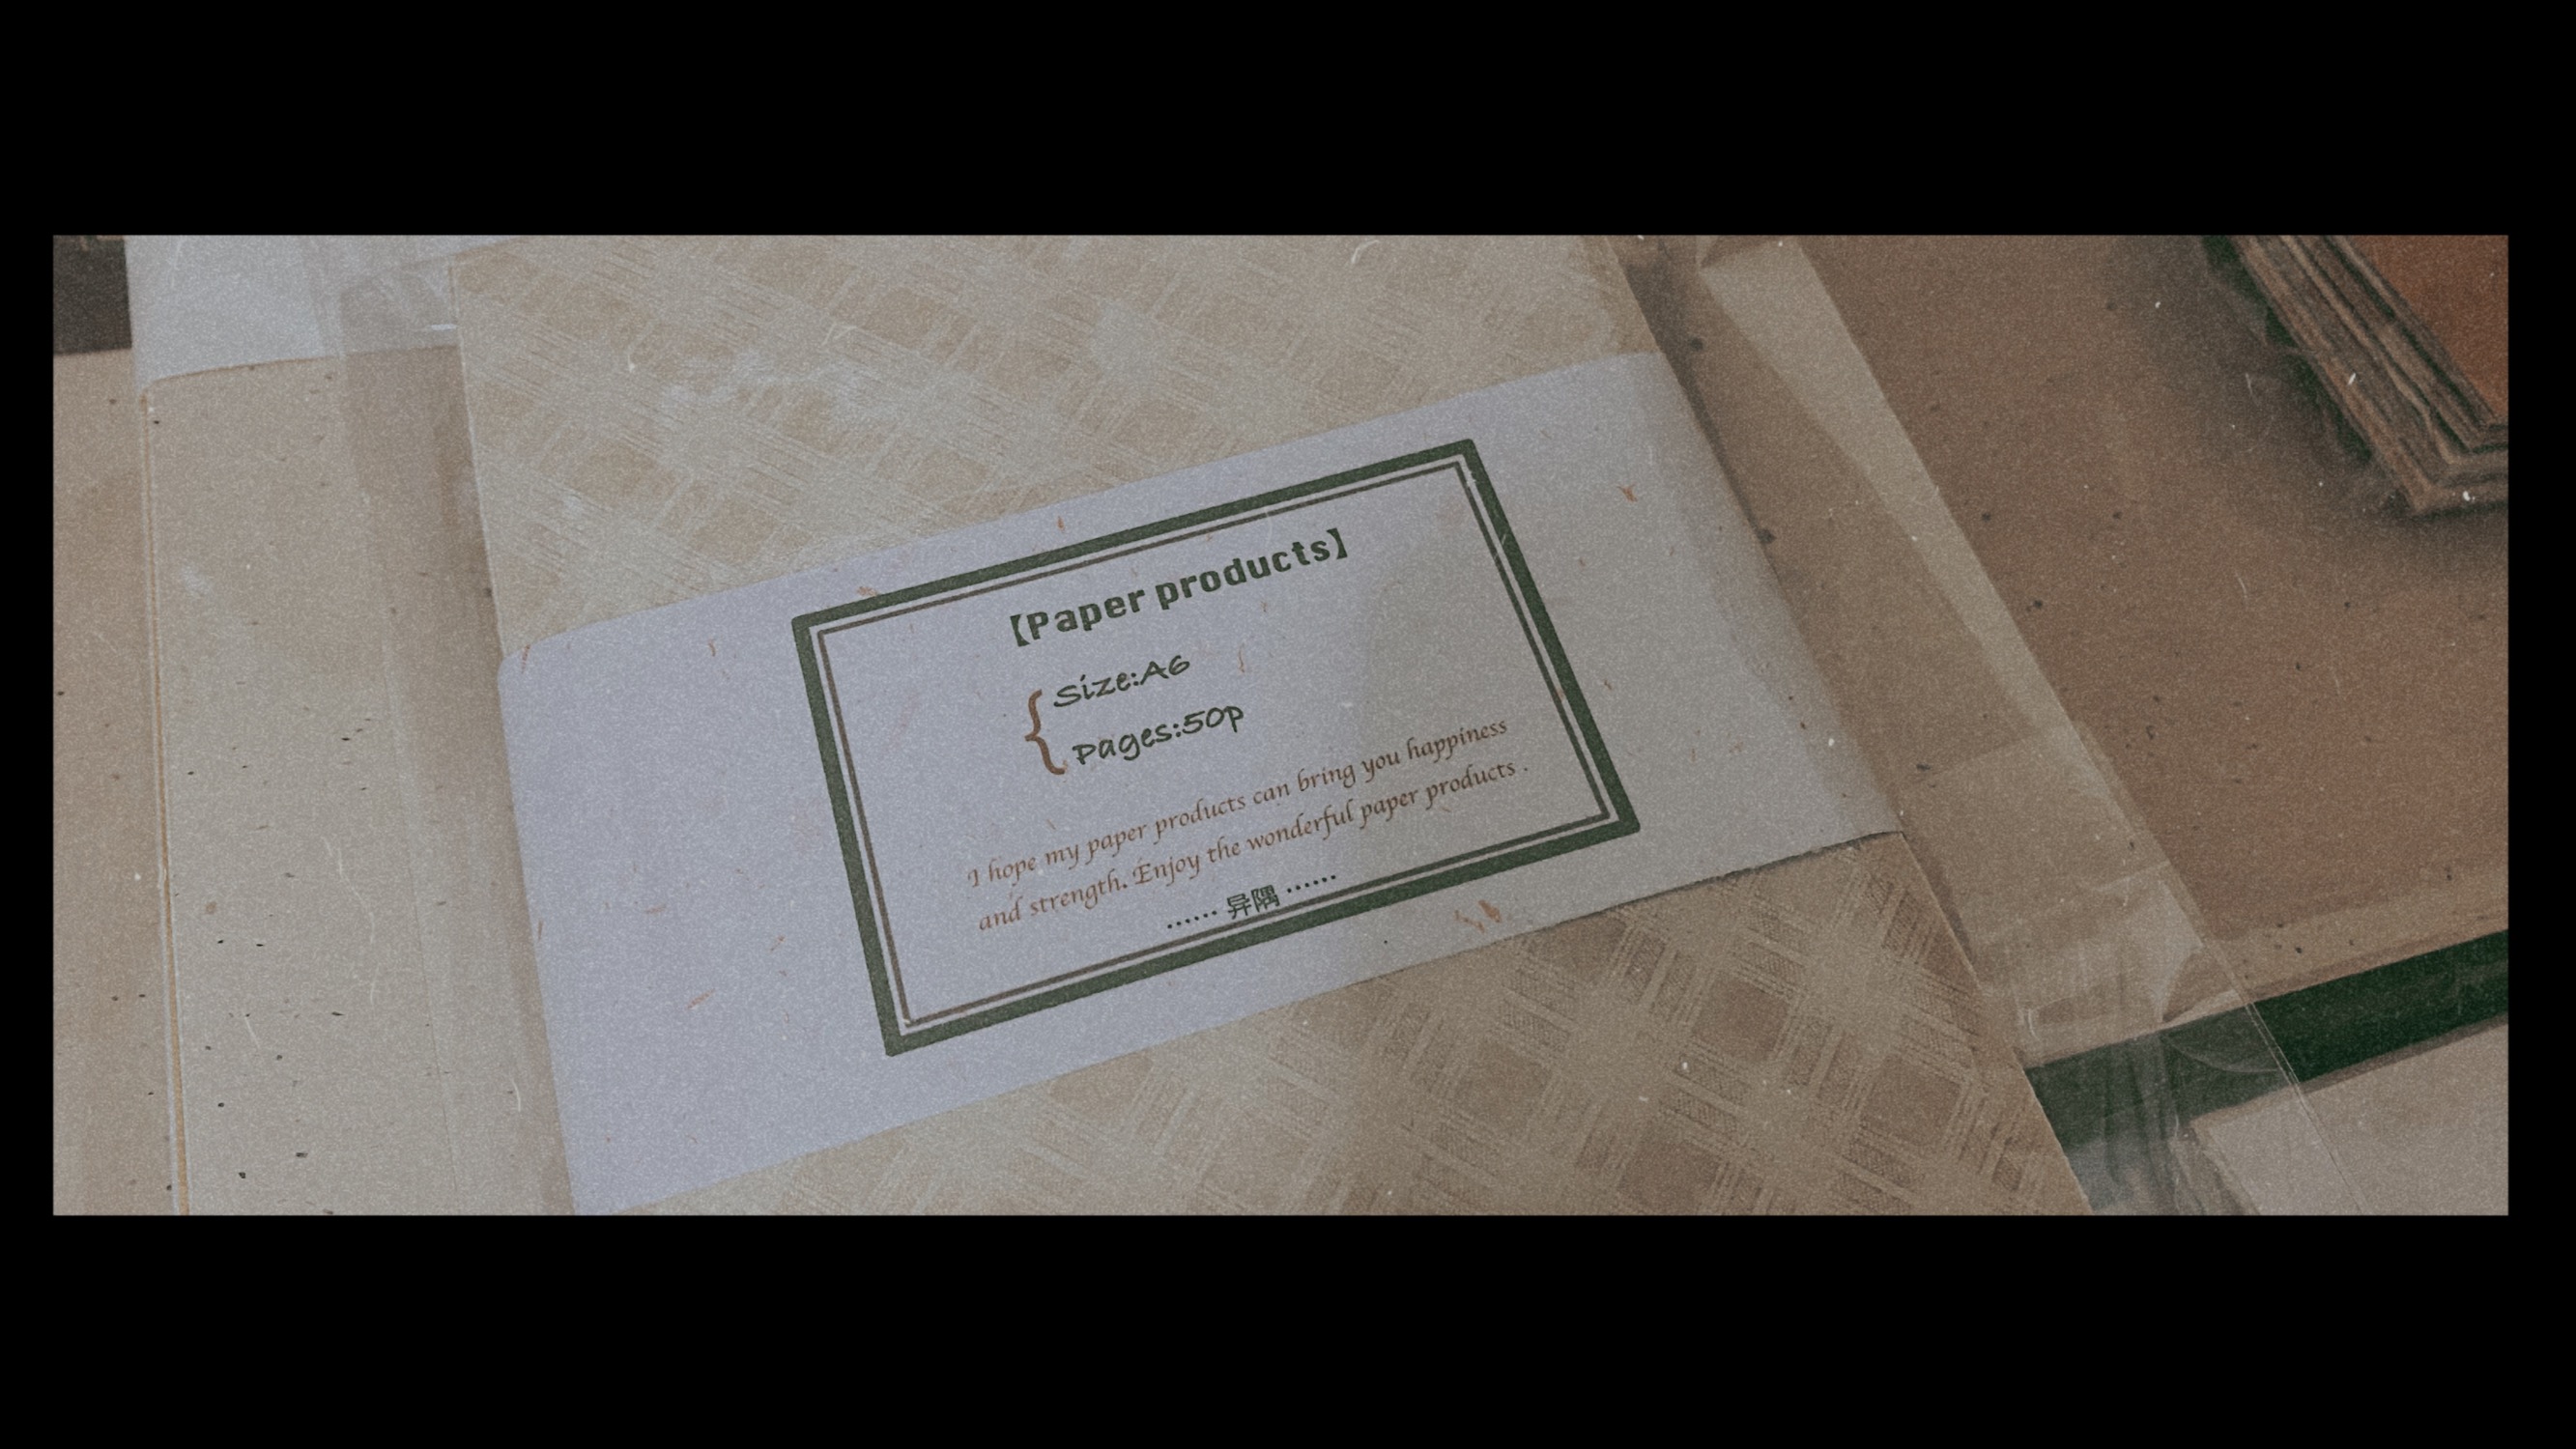 【Paper products】
Size:A6
Pages:50p
I hope my paper products can bring you happiness
and strength. Enjoy the wonderful paper products .
…… 异隅 ……